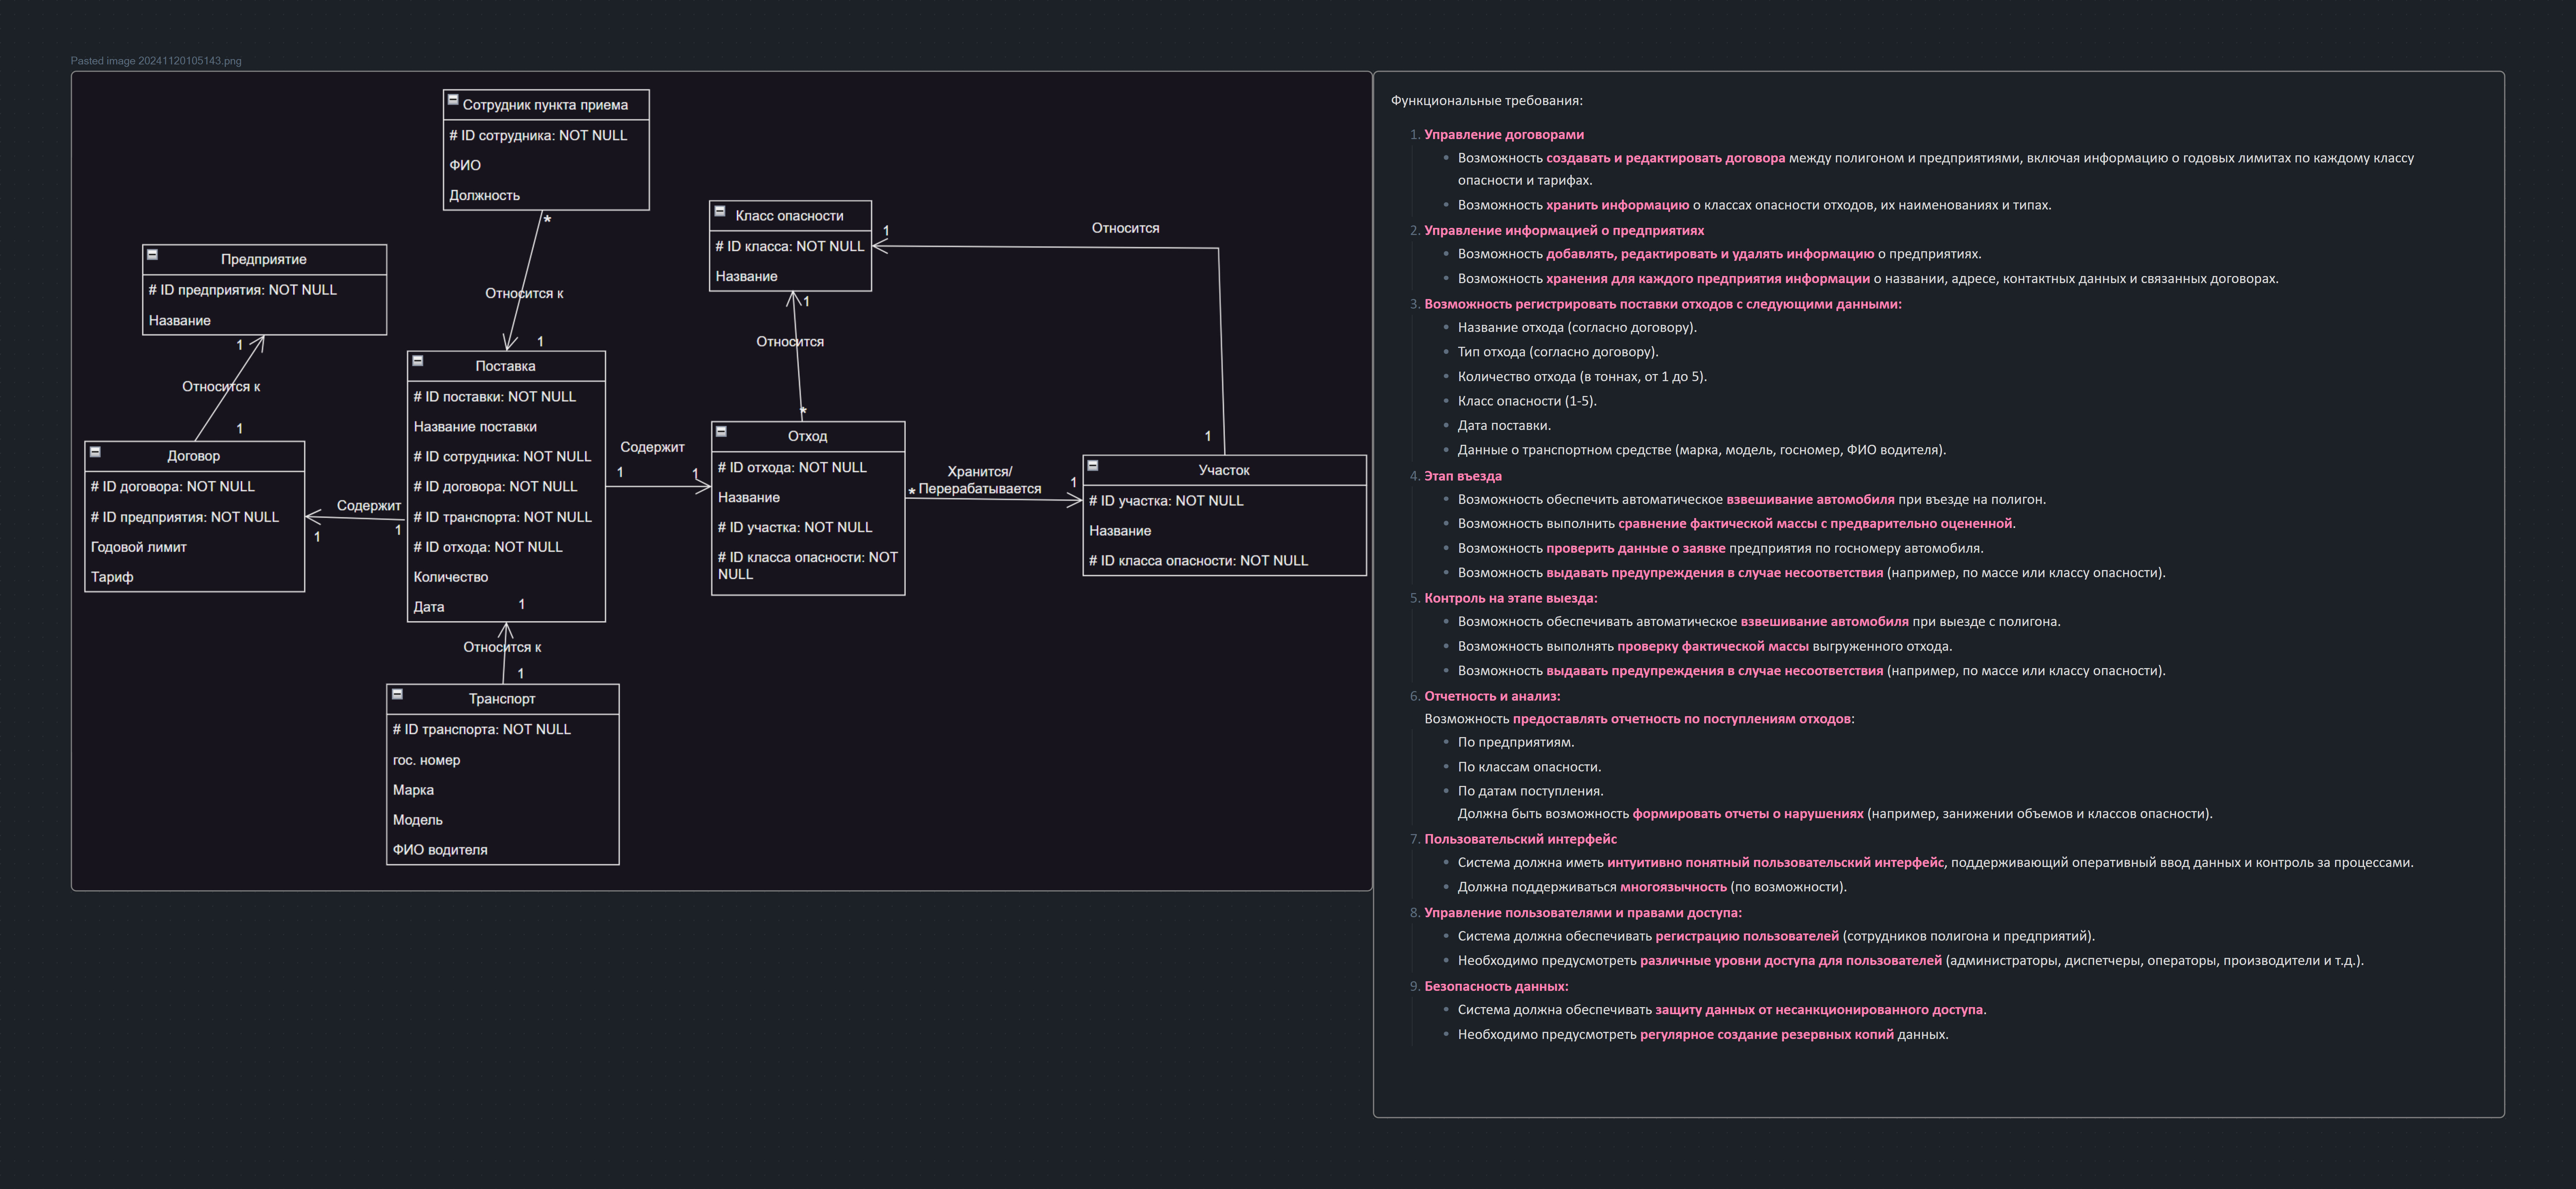 Pasted image 20241120105143.png
Сотрудник пункта приема
# ID сотрудника: NOT NULL
ФИО
Должность
*
Относится к
1
Предприятие
# ID предприятия: NOT NULL
Название
1
Относится к
1
Договор
# ID договора: NOT NULL
# ID предприятия: NOT NULL
Годовой лимит
Тариф
Содержит
1
1
Поставка
# ID поставки: NOT NULL
Название поставки
# ID сотрудника: NOT NULL
# ID договора: NOT NULL
# ID транспорта: NOT NULL
# ID отхода: NOT NULL
Количество
Дата
1
Относится к
1
Транспорт
# ID транспорта: NOT NULL
гос. номер
Марка
Модель
ФИО водителя
Содержит
1
1
Класс опасности
# ID класса: NOT NULL
Название
1
Относится
1
Относится
*
Отход
# ID отхода: NOT NULL
Название
# ID участка: NOT NULL
# ID класса опасности: NOT
NULL
Хранится/
Перерабатывается
*
1
1
Участок
# ID участка: NOT NULL
Название
# ID класса опасности: NOT NULL
Функциональные требования:
1. Управление договорами
Возможность создавать и редактировать договора между полигоном и предприятиями, включая информацию о годовых лимитах по каждому классу
опасности и тарифах.
Возможность хранить информацию о классах опасности отходов, их наименованиях и типах.
2. Управление информацией о предприятиях
Возможность добавлять, редактировать и удалять информацию о предприятиях.
Возможность хранения для каждого предприятия информации о названии, адресе, контактных данных и связанных договорах.
3. Возможность регистрировать поставки отходов с следующими данными:
Название отхода (согласно договору).
Тип отхода (согласно договору).
Количество отхода (в тоннах, от 1 до 5).
Класс опасности (1-5).
Дата поставки.
Данные о транспортном средстве (марка, модель, госномер, ФИО водителя).
4. Этап въезда
Возможность обеспечить автоматическое взвешивание автомобиля при въезде на полигон.
Возможность выполнить сравнение фактической массы с предварительно оцененной.
Возможность проверить данные о заявке предприятия по госномеру автомобиля.
Возможность выдавать предупреждения в случае несоответствия (например, по массе или классу опасности).
5. Контроль на этапе выезда:
Возможность обеспечивать автоматическое взвешивание автомобиля при выезде с полигона.
Возможность выполнять проверку фактической массы выгруженного отхода.
Возможность выдавать предупреждения в случае несоответствия (например, по массе или классу опасности).
6. Отчетность и анализ:
Возможность предоставлять отчетность по поступлениям отходов:
По предприятиям.
По классам опасности.
По датам поступления.
Должна быть возможность формировать отчеты о нарушениях (например, занижении объемов и классов опасности).
7. Пользовательский интерфейс
Система должна иметь интуитивно понятный пользовательский интерфейс, поддерживающий оперативный ввод данных и контроль за процессами.
Должна поддерживаться многоязычность (по возможности).
8. Управление пользователями и правами доступа:
Система должна обеспечивать регистрацию пользователей (сотрудников полигона и предприятий).
Необходимо предусмотреть различные уровни доступа для пользователей (администраторы, диспетчеры, операторы, производители и т.д.).
9. Безопасность данных:
Система должна обеспечивать защиту данных от несанкционированного доступа.
Необходимо предусмотреть регулярное создание резервных копий данных.